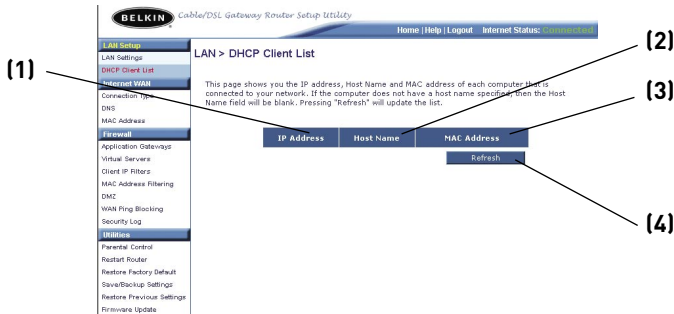 BELKIN Cable/DSL Gateway Router Setup Utility
Home | Help | Logout Internet Status: Connected
LAN Setup
LAN Settings
DHCP Client List
Internet WAN
Connection Type
DNS
MAC Address
Firewall
Application Gateways
Virtual Servers
Client IP Filters
MAC Address Filtering
DMZ
WAN Ping Blocking
Security Log
Utilities
Parental Control
Restart Router
Restore Factory Default
Save/Backup Settings
Restore Previous Settings
Firmware Update
LAN > DHCP Client List
This page shows you the IP address, Host Name and MAC address of each computer that is
connected to your network. If the computer does not have a host name specified, then the Host
Name field will be blank. Pressing "Refresh" will update the list.
IP Address Host Name MAC Address
Refresh
(1)
(2)
(3)
(4)